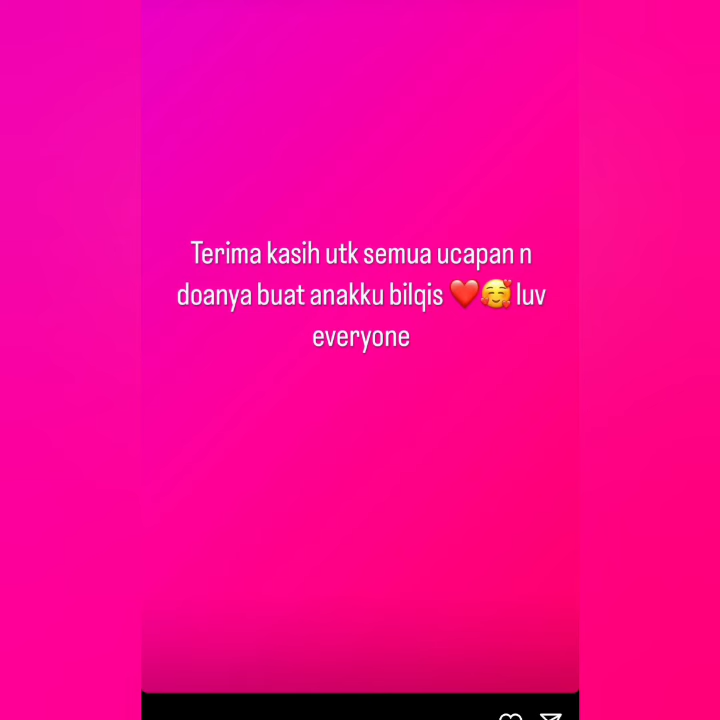 Terima kasih utk semua ucapan n
doanya buat anakku bilqis ❤️🥰 luv
everyone